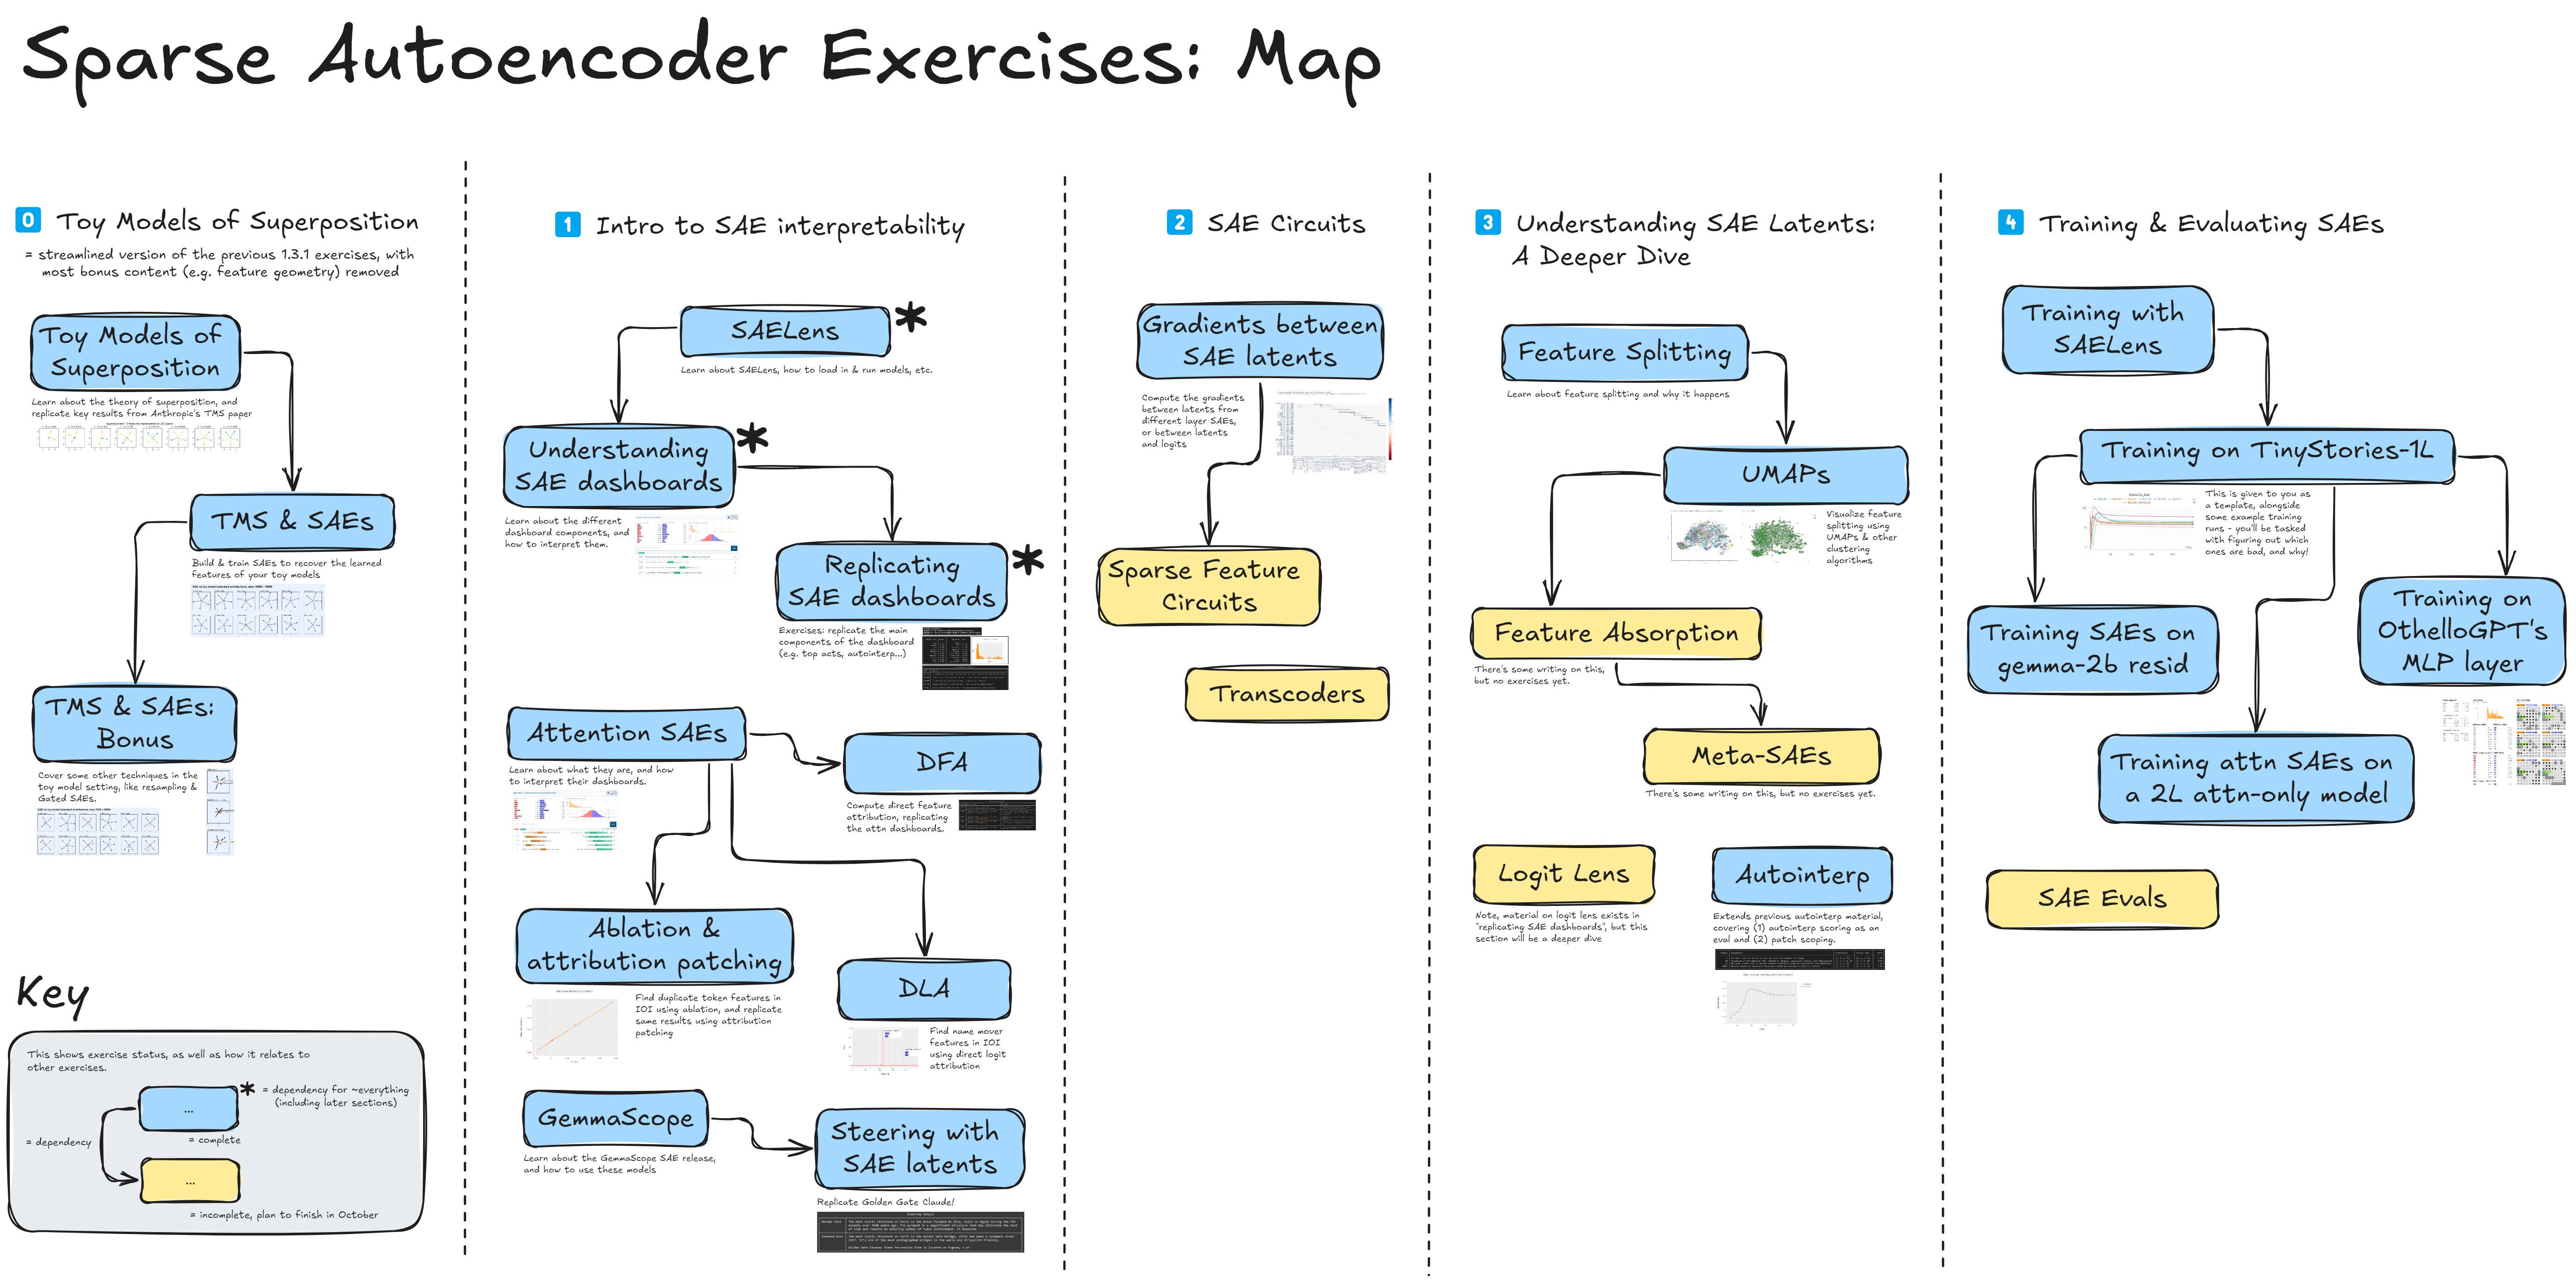 Sparse Autoencoder Exercises: Map
0 Toy Models of Superposition
= streamlined version of the previous 1.3.1 exercises, with
most bonus content (e.g. feature geometry) removed
Toy Models of
Superposition
Learn about the theory of superposition, and
replicate key results from Anthropic's TMS paper
TMS & SAEs
Build & train SAEs to recover the learned
features of your toy models
TMS & SAEs:
Bonus
Cover some other techniques in the
toy model setting, like resampling &
Gated SAEs.
Key
This shows exercise status, as well as how it relates to
other exercises.
...
* = dependency for ~everything
(including later sections)
= dependency
= complete
...
= incomplete, plan to finish in October
1 Intro to SAE interpretability
SAELens *
Learn about SAELens, how to load in & run models, etc.
Understanding
SAE dashboards *
Learn about the different
dashboard components, and
how to interpret them.
Replicating
SAE dashboards *
Exercises: replicate the main
components of the dashboard
(e.g. top acts, autointerp...)
Attention SAEs
Learn about what they are, and how
to interpret their dashboards.
DFA
Compute direct feature
attribution, replicating
the attn dashboards.
Ablation &
attribution patching
Find duplicate token features in
IOI using ablation, and replicate
same results using attribution
patching
DLA
Find name mover
features in IOI
using direct logit
attribution
GemmaScope
Learn about the GemmaScope SAE release,
and how to use these models
Steering with
SAE latents
Replicate Golden Gate Claude!
2 SAE Circuits
Gradients between
SAE latents
Compute the gradients
between latents from
different layer SAEs,
or between latents
and logits
Sparse Feature
Circuits
Transcoders
3 Understanding SAE Latents:
A Deeper Dive
Feature Splitting
Learn about feature splitting and why it happens
UMAPs
Visualize feature
splitting using
UMAPs & other
clustering
algorithms
Feature Absorption
There's some writing on this,
but no exercises yet.
Meta-SAEs
There's some writing on this, but no exercises yet.
Logit Lens
Note, material on logit lens exists in
"replicating SAE dashboards", but this
section will be a deeper dive
Autointerp
Extends previous autointerp material,
covering (1) autointerp scoring as an
eval and (2) patch scoping.
4 Training & Evaluating SAEs
Training with
SAELens
Training on TinyStories-1L
This is given to you as
a template, alongside
some example training
runs - you'll be tasked
with figuring out which
ones are bad, and why!
Training SAEs on
gemma-2b resid
Training on
OthelloGPT's
MLP layer
Training attn SAEs on
a 2L attn-only model
SAE Evals